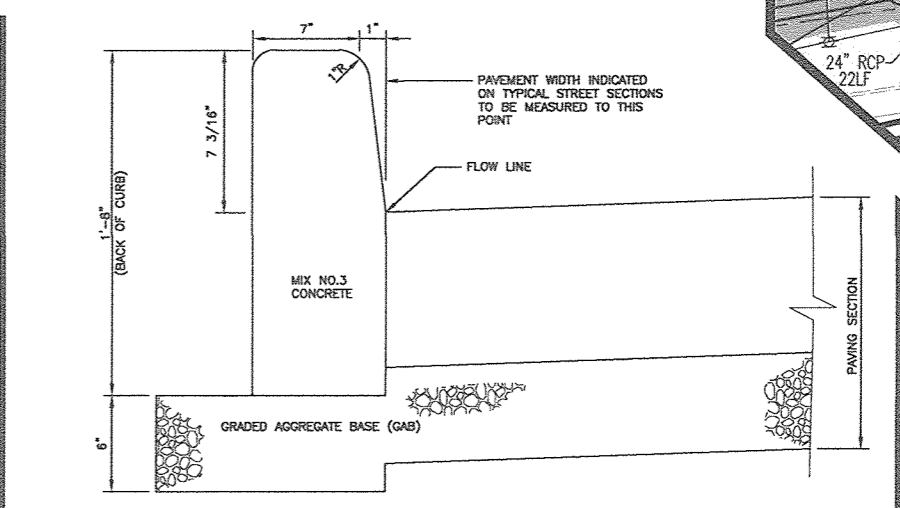 7"
1"
24" RCP
22LF
1"R
PAVEMENT WIDTH INDICATED
ON TYPICAL STREET SECTIONS
TO BE MEASURED TO THIS
POINT
7 3/16"
FLOW LINE
1'-8"
(BACK OF CURB)
MIX NO.3
CONCRETE
PAVING SECTION
GRADED AGGREGATE BASE (GAB)
6"